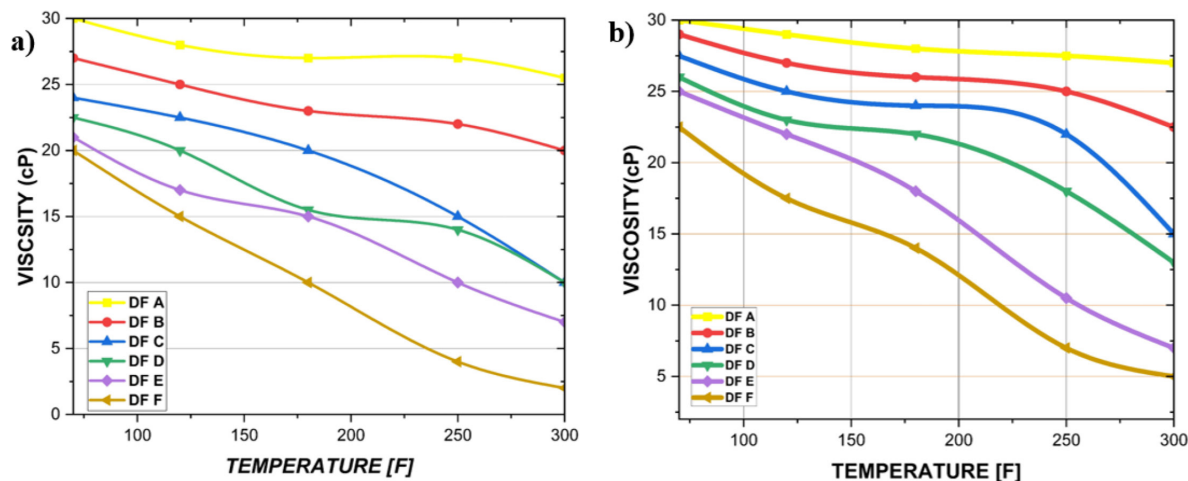 a)
30
25
20
15
10
5
0
VISCSITY (cP)
DF A
DF B
DF C
DF D
DF E
DF F
100 150 200 250 300
TEMPERATURE [F]
b)
30
25
20
15
10
5
VISCOSITY(cP)
DF A
DF B
DF C
DF D
DF E
DF F
100 150 200 250 300
TEMPERATURE [F]